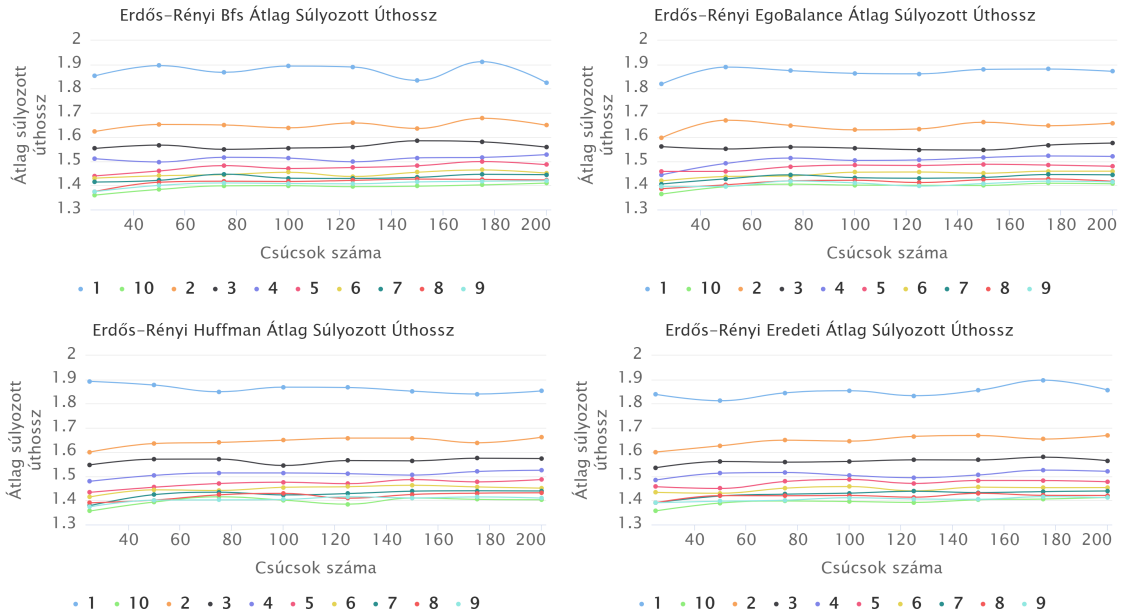 Erdős-Rényi Bfs Átlag Súlyozott Úthossz
Átlag súlyozott
úthossz
2
1.9
1.8
1.7
1.6
1.5
1.4
1.3
40 60 80 100 120 140 160 180 200
Csúcsok száma
1 10 2 3 4 5 6 7 8 9
Erdős-Rényi EgoBalance Átlag Súlyozott Úthossz
Átlag súlyozott
úthossz
2
1.9
1.8
1.7
1.6
1.5
1.4
1.3
40 60 80 100 120 140 160 180 200
Csúcsok száma
1 10 2 3 4 5 6 7 8 9
Erdős-Rényi Huffman Átlag Súlyozott Úthossz
Átlag súlyozott
úthossz
2
1.9
1.8
1.7
1.6
1.5
1.4
1.3
40 60 80 100 120 140 160 180 200
Csúcsok száma
1 10 2 3 4 5 6 7 8 9
Erdős-Rényi Eredeti Átlag Súlyozott Úthossz
Átlag súlyozott
úthossz
2
1.9
1.8
1.7
1.6
1.5
1.4
1.3
40 60 80 100 120 140 160 180 200
Csúcsok száma
1 10 2 3 4 5 6 7 8 9